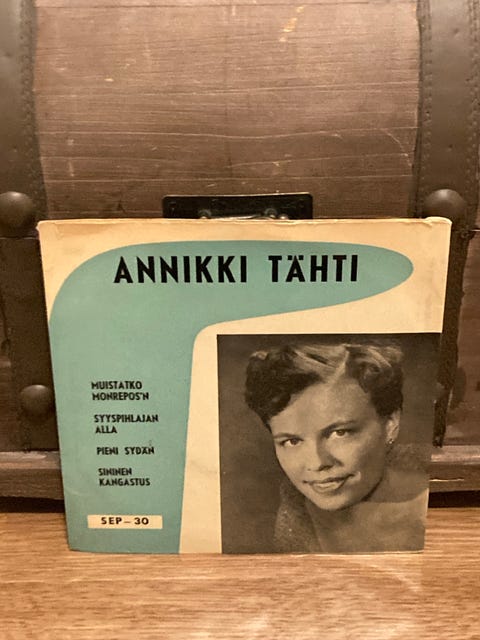 ANNIKKI TÄHTI
MUISTATKO
MONREPOS'N
SYYSPIHLAJAN
ALLA
PIENI SYDÄN
SININEN
KANGASTUS
SEP – 30